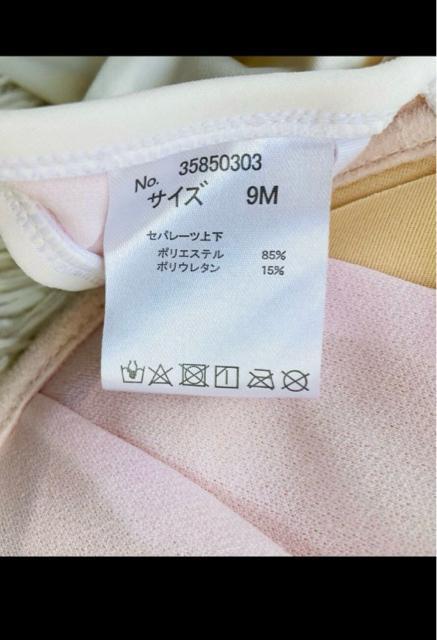 No. 35850303
サイズ 9M
セパレーツ上下
ポリエステル 85%
ポリウレタン 15%